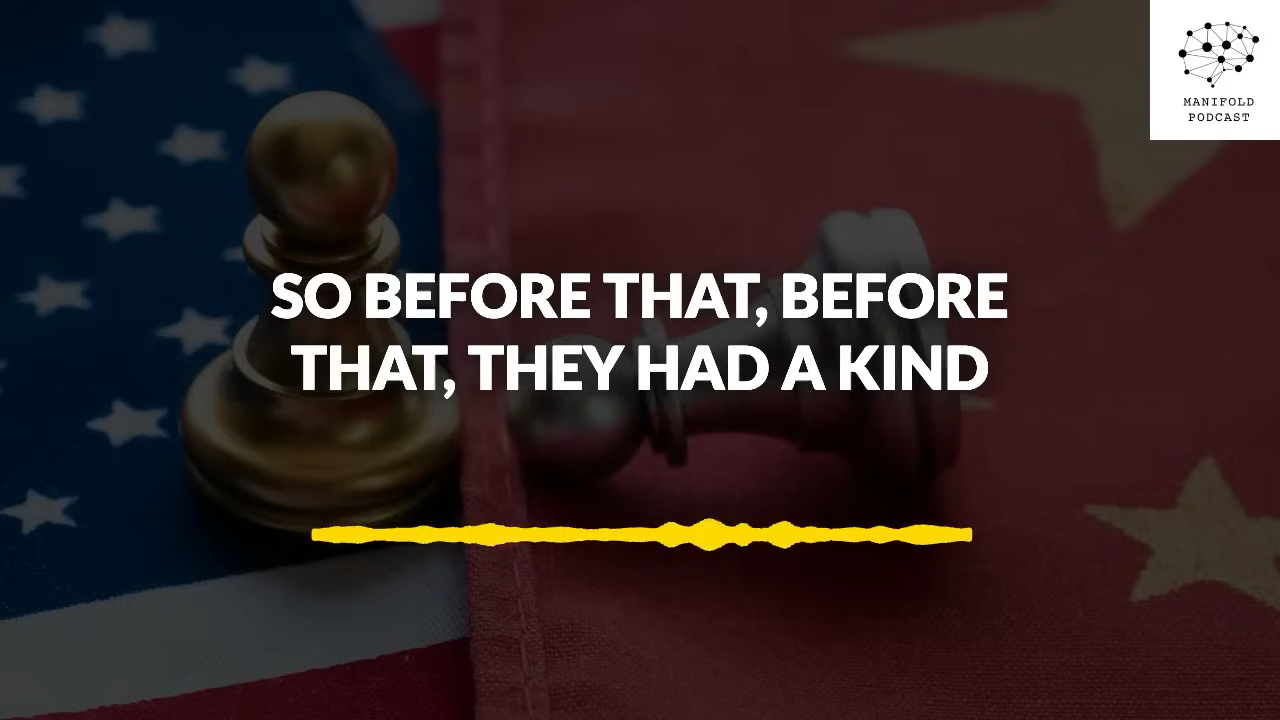 MANIFOLD
PODCAST
SO BEFORE THAT, BEFORE
THAT, THEY HAD A KIND